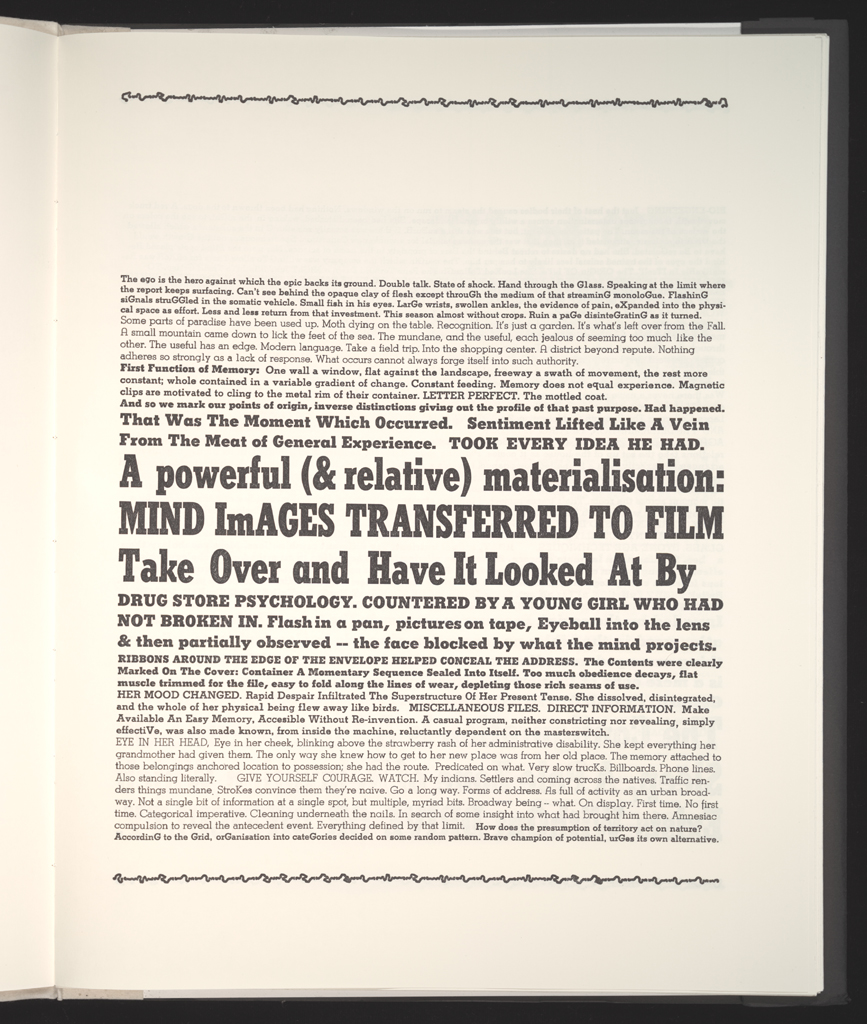 The ego is the hero against which the epic backs its ground. Double talk. State of shock. Hand through the Glass. Speaking at the limit where
the report keeps surfacing. Can't see behind the opaque clay of flesh except throuGh the medium of that streaminG monoloGue. FlashinG
siGnals struGGled in the somatic vehicle. Small fish in his eyes. LarGe wrists, swollen ankles, the evidence of pain, eXpanded into the physi-
cal space as effort. Less and less return from that investment. This season almost without crops. Ruin a paGe disinteGratinG as it turned.
Some parts of paradise have been used up. Moth dying on the table. Recognition. It's just a garden. It's what's left over from the Fall.
A small mountain came down to lick the feet of the sea. The mundane, and the useful, each jealous of seeming too much like the
other. The useful has an edge. Modern language. Take a field trip. Into the shopping center. A district beyond repute. Nothing
adheres so strongly as a lack of response. What occurs cannot always forge itself into such authority.
First Function of Memory: One wall a window, flat against the landscape, freeway a swath of movement, the rest more
constant; whole contained in a variable gradient of change. Constant feeding. Memory does not equal experience. Magnetic
clips are motivated to cling to the metal rim of their container. LETTER PERFECT. The mottled coat.
And so we mark our points of origin, inverse distinctions giving out the profile of that past purpose. Had happened.
That Was The Moment Which Occurred. Sentiment Lifted Like A Vein
From The Meat of General Experience. TOOK EVERY IDEA HE HAD.
A powerful (& relative) materialisation:
MIND ImAGES TRANSFERRED TO FILM
Take Over and Have It Looked At By
DRUG STORE PSYCHOLOGY. COUNTERED BY A YOUNG GIRL WHO HAD
NOT BROKEN IN. Flash in a pan, pictures on tape, Eyeball into the lens
& then partially observed -- the face blocked by what the mind projects.
RIBBONS AROUND THE EDGE OF THE ENVELOPE HELPED CONCEAL THE ADDRESS. The Contents were clearly
Marked On The Cover: Container A Momentary Sequence Sealed Into Itself. Too much obedience decays, flat
muscle trimmed for the file, easy to fold along the lines of wear, depleting those rich seams of use.
HER MOOD CHANGED. Rapid Despair Infiltrated The Superstructure Of Her Present Tense. She dissolved, disintegrated,
and the whole of her physical being flew away like birds. MISCELLANEOUS FILES. DIRECT INFORMATION. Make
Available An Easy Memory, Accesible Without Re-invention. A casual program, neither constricting nor revealing, simply
effectiVe, was also made known, from inside the machine, reluctantly dependent on the masterswitch.
EYE IN HER HEAD, Eye in her cheek, blinking above the strawberry rash of her administrative disability. She kept everything her
grandmother had given them. The only way she knew how to get to her new place was from her old place. The memory attached to
those belongings anchored location to possession; she had the route. Predicated on what. Very slow trucKs. Billboards. Phone lines.
Also standing literally. GIVE YOURSELF COURAGE. WATCH. My indians. Settlers and coming across the natives. Traffic ren-
ders things mundane. StroKes convince them they're naive. Go a long way. Forms of address. As full of activity as an urban broad-
way. Not a single bit of information at a single spot, but multiple, myriad bits. Broadway being -- what. On display. First time. No first
time. Categorical imperative. Cleaning underneath the nails. In search of some insight into what had brought him there. Amnesiac
compulsion to reveal the antecedent event. Everything defined by that limit. How does the presumption of territory act on nature?
AccordinG to the Grid, orGanisation into cateGories decided on some random pattern. Brave champion of potential, urGes its own alternative.